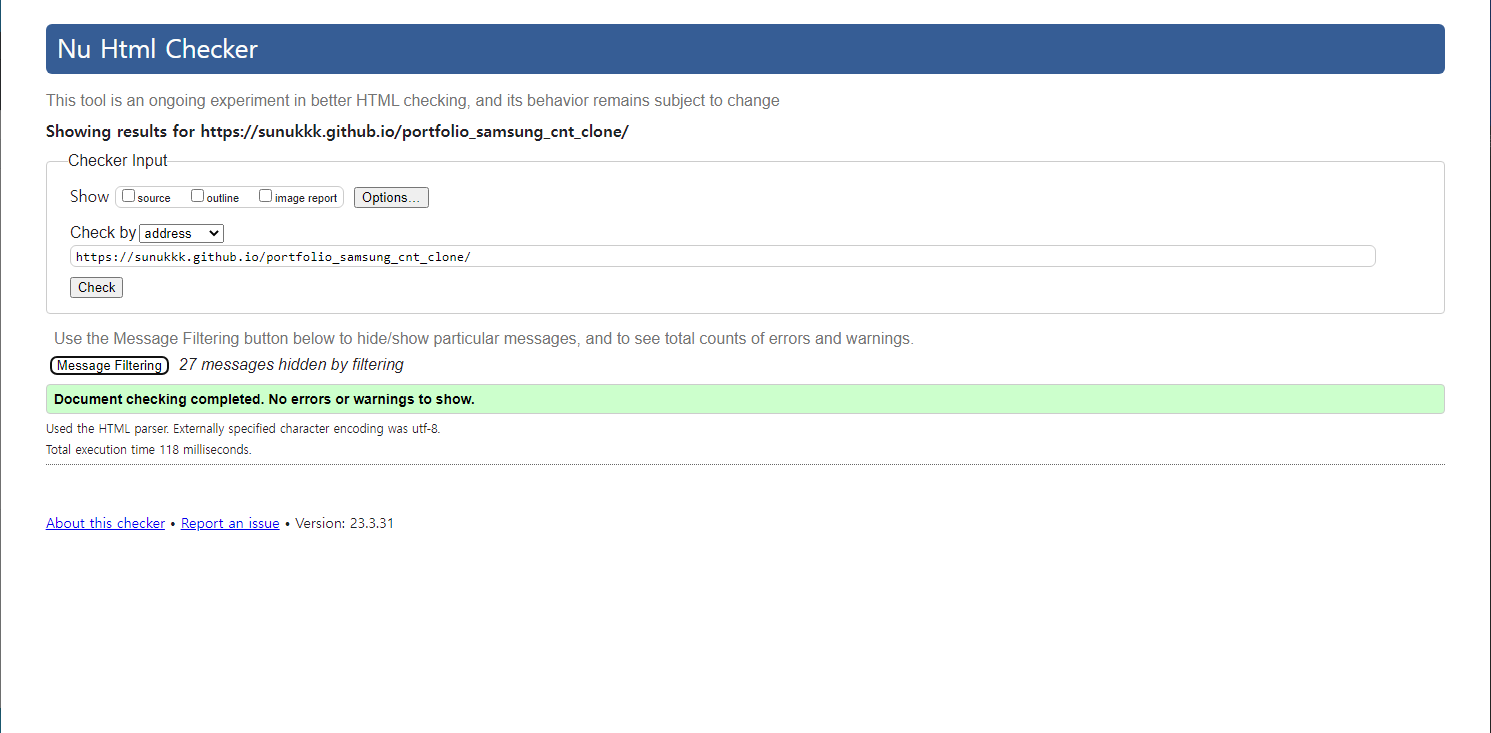 Nu Html Checker
This tool is an ongoing experiment in better HTML checking, and its behavior remains subject to change
Showing results for https://sunukkk.github.io/portfolio_samsung_cnt_clone/
Checker Input
Show source outline image report Options...
Check by address
https://sunukkk.github.io/portfolio_samsung_cnt_clone/
Check
Use the Message Filtering button below to hide/show particular messages, and to see total counts of errors and warnings.
Message Filtering 27 messages hidden by filtering
Document checking completed. No errors or warnings to show.
Used the HTML parser. Externally specified character encoding was utf-8.
Total execution time 118 milliseconds.
About this checker • Report an issue • Version: 23.3.31